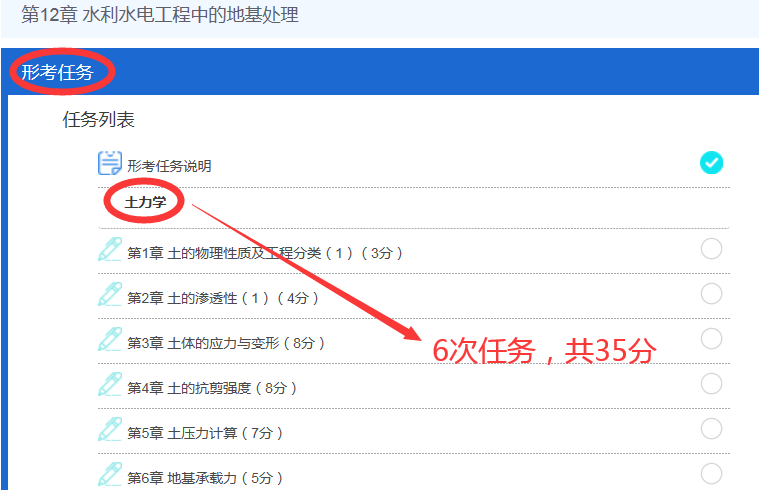 第12章 水利水电工程中的地基处理
形考任务
任务列表
形考任务说明
土力学
第1章 土的物理性质及工程分类（1）（3分）
第2章 土的渗透性（1）（4分）
第3章 土体的应力与变形（8分）
6次任务，共35分
第4章 土的抗剪强度（8分）
第5章 土压力计算（7分）
第6章 地基承载力（5分）